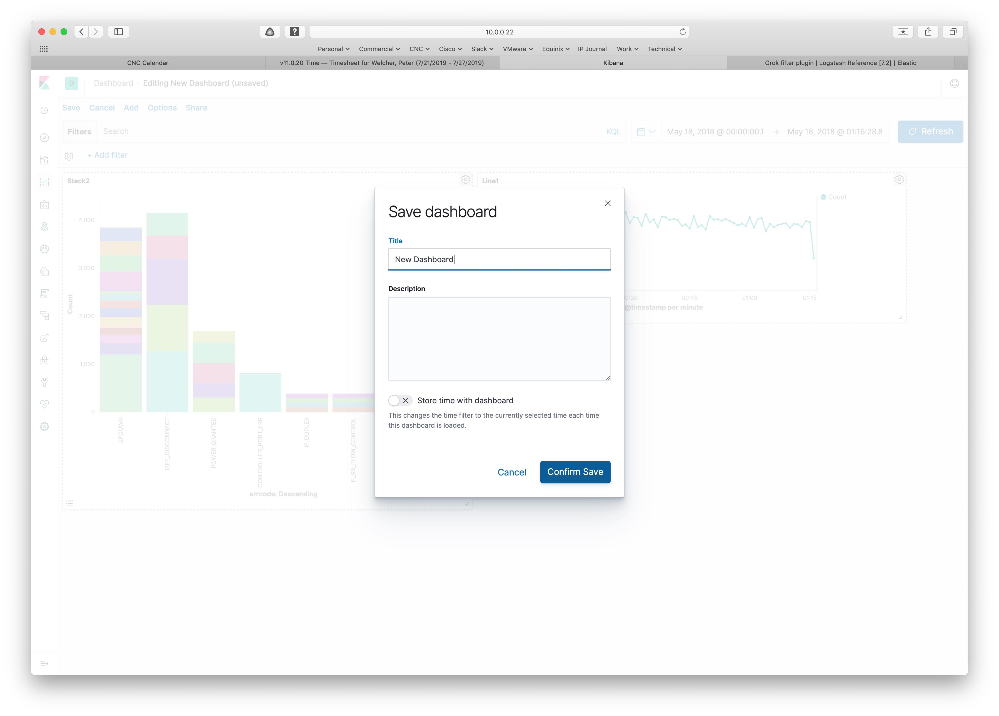 10.0.0.22
Personal Commercial CNC Cisco Slack VMware Equinix IP Journal Work Technical
CNC Calendar
v11.0.20 Time — Timesheet for Welcher, Peter (7/21/2019 - 7/27/2019)
Kibana
Grok filter plugin | Logstash Reference [7.2] | Elastic
D
Dashboard / Editing New Dashboard (unsaved)
Save Cancel Add Options Share
Filters Search KQL May 18, 2018 @ 00:00:00.1 → May 18, 2018 @ 01:16:28.8 Refresh
+ Add filter
Stack2
4,000
3,000
2,000
1,000
0
Count
UPDOWN
IEEE_DISCONNECT
POWER_GRANTED
CONTROLLER_PORT_ERR
IF_DUPLEX
IF_RX_FLOW_CONTROL
errcode: Descending
Line1
Count
0:30 00:45 01:00 01:15
@timestamp per minute
Save dashboard
Title
New Dashboard
Description
Store time with dashboard
This changes the time filter to the currently selected time each time
this dashboard is loaded.
Cancel Confirm Save